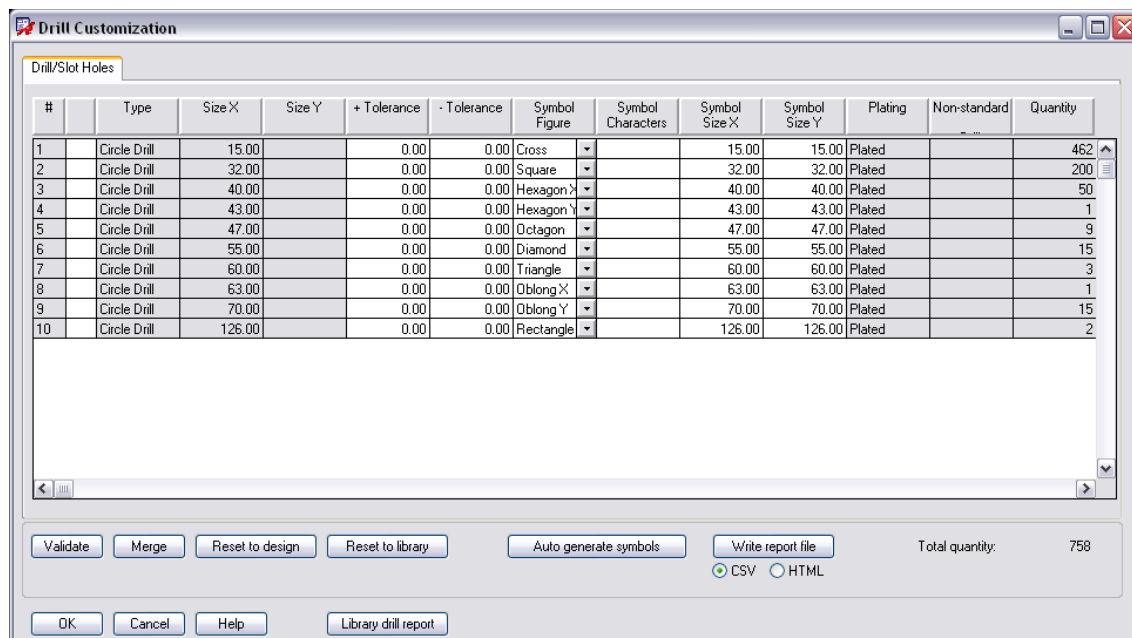 Drill Customization
Drill/Slot Holes
# Type Size X Size Y + Tolerance - Tolerance Symbol Figure Symbol Characters Symbol Size X Symbol Size Y Plating Non-standard Quantity
1 Circle Drill 15.00 0.00 0.00 Cross 15.00 15.00 Plated 462
2 Circle Drill 32.00 0.00 0.00 Square 32.00 32.00 Plated 200
3 Circle Drill 40.00 0.00 0.00 Hexagon X 40.00 40.00 Plated 50
4 Circle Drill 43.00 0.00 0.00 Hexagon Y 43.00 43.00 Plated 1
5 Circle Drill 47.00 0.00 0.00 Octagon 47.00 47.00 Plated 9
6 Circle Drill 55.00 0.00 0.00 Diamond 55.00 55.00 Plated 15
7 Circle Drill 60.00 0.00 0.00 Triangle 60.00 60.00 Plated 3
8 Circle Drill 63.00 0.00 0.00 Oblong X 63.00 63.00 Plated 1
9 Circle Drill 70.00 0.00 0.00 Oblong Y 70.00 70.00 Plated 15
10 Circle Drill 126.00 0.00 0.00 Rectangle 126.00 126.00 Plated 2
Validate Merge Reset to design Reset to library Auto generate symbols Write report file Total quantity: 758
CSV HTML
OK Cancel Help Library drill report